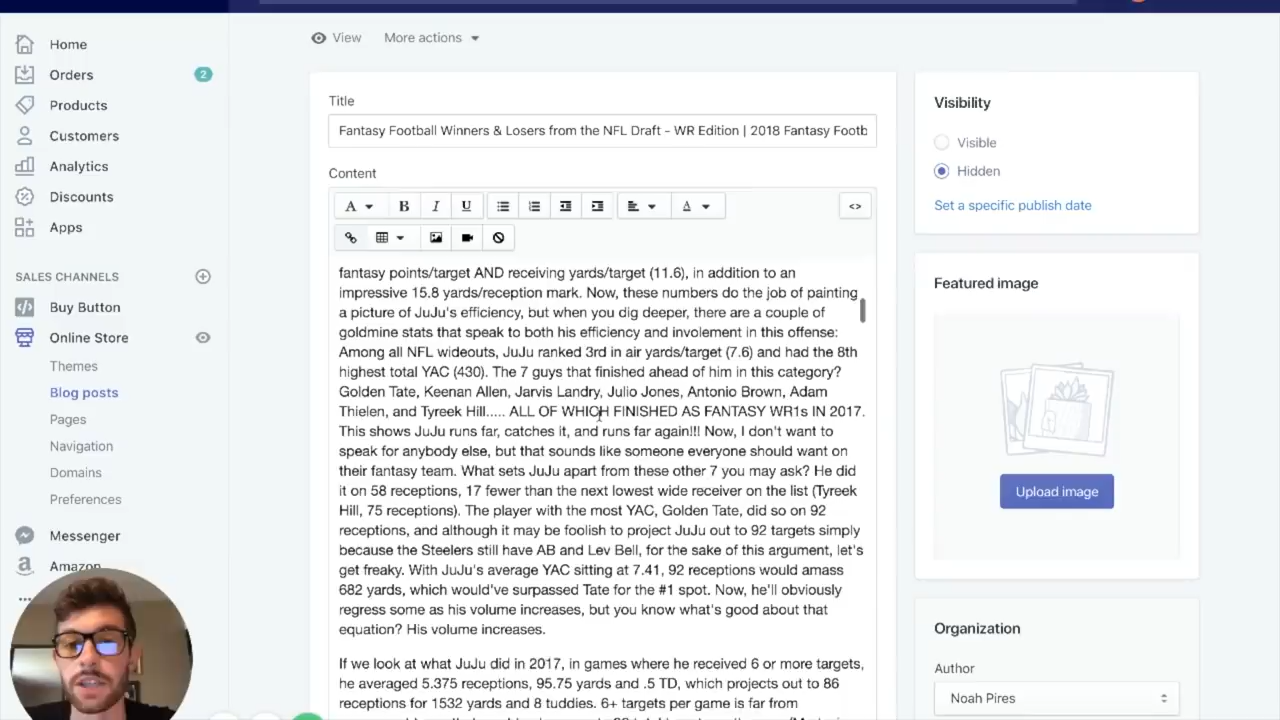 View
More actions
Home
Orders
2
Products
Customers
Analytics
Discounts
Apps
SALES CHANNELS
Buy Button
Online Store
Themes
Blog posts
Pages
Navigation
Domains
Preferences
Messenger
Amazon
Title
Fantasy Football Winners & Losers from the NFL Draft - WR Edition | 2018 Fantasy Footb
Content
A
B
I
U
A
<>
fantasy points/target AND receiving yards/target (11.6), in addition to an
impressive 15.8 yards/reception mark. Now, these numbers do the job of painting
a picture of JuJu's efficiency, but when you dig deeper, there are a couple of
goldmine stats that speak to both his efficiency and involement in this offense:
Among all NFL wideouts, JuJu ranked 3rd in air yards/target (7.6) and had the 8th
highest total YAC (430). The 7 guys that finished ahead of him in this category?
Golden Tate, Keenan Allen, Jarvis Landry, Julio Jones, Antonio Brown, Adam
Thielen, and Tyreek Hill..... ALL OF WHICH FINISHED AS FANTASY WR1s IN 2017.
This shows JuJu runs far, catches it, and runs far again!!! Now, I don't want to
speak for anybody else, but that sounds like someone everyone should want on
their fantasy team. What sets JuJu apart from these other 7 you may ask? He did
it on 58 receptions, 17 fewer than the next lowest wide receiver on the list (Tyreek
Hill, 75 receptions). The player with the most YAC, Golden Tate, did so on 92
receptions, and although it may be foolish to project JuJu out to 92 targets simply
because the Steelers still have AB and Lev Bell, for the sake of this argument, let's
get freaky. With JuJu's average YAC sitting at 7.41, 92 receptions would amass
682 yards, which would've surpassed Tate for the #1 spot. Now, he'll obviously
regress some as his volume increases, but you know what's good about that
equation? His volume increases.
If we look at what JuJu did in 2017, in games where he received 6 or more targets,
he averaged 5.375 receptions, 95.75 yards and .5 TD, which projects out to 86
receptions for 1532 yards and 8 tuddies. 6+ targets per game is far from
Visibility
Visible
Hidden
Set a specific publish date
Featured image
Upload image
Organization
Author
Noah Pires